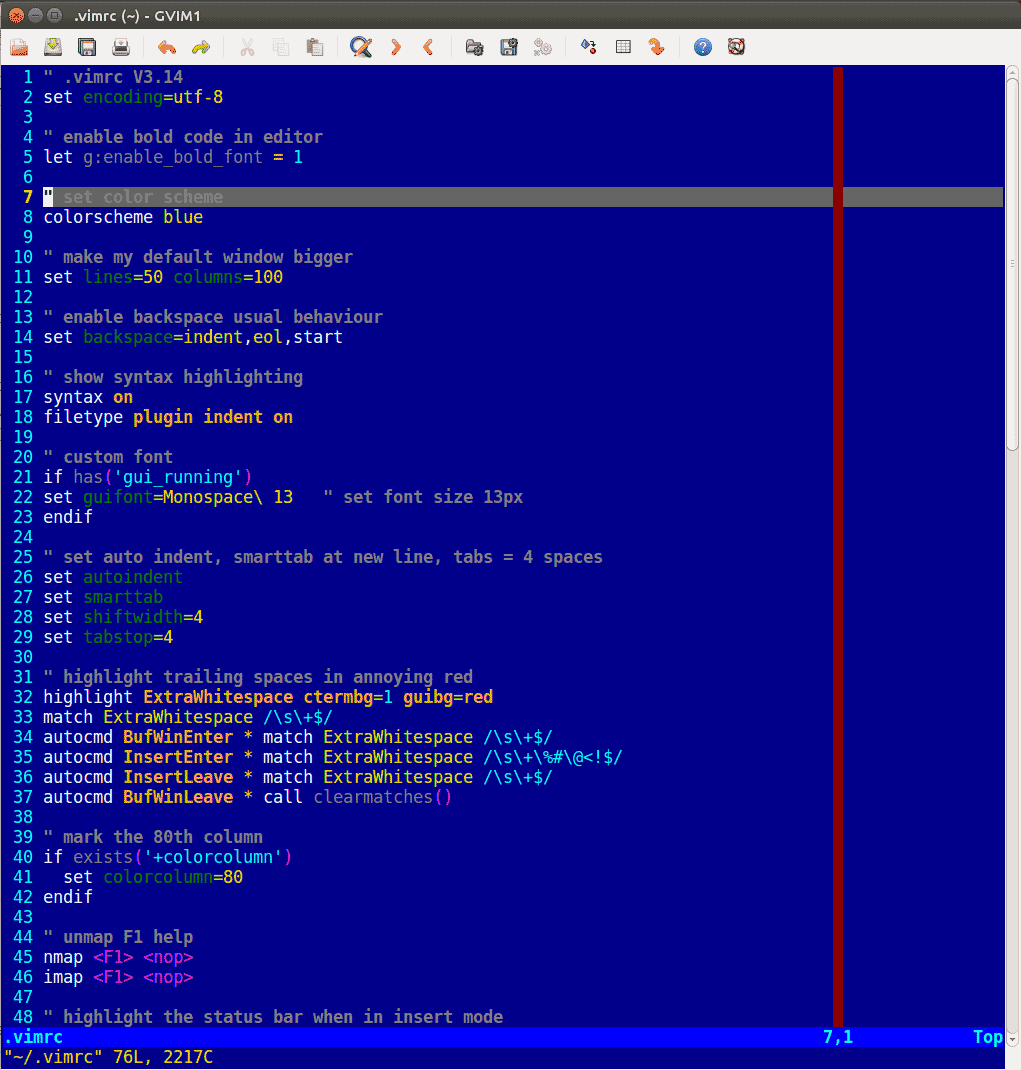 .vimrc (~) - GVIM1
1 " .vimrc V3.14
2 set encoding=utf-8
3
4 " enable bold code in editor
5 let g:enable_bold_font = 1
6
7 " set color scheme
8 colorscheme blue
9
10 " make my default window bigger
11 set lines=50 columns=100
12
13 " enable backspace usual behaviour
14 set backspace=indent,eol,start
15
16 " show syntax highlighting
17 syntax on
18 filetype plugin indent on
19
20 " custom font
21 if has('gui_running')
22 set guifont=Monospace\ 13   " set font size 13px
23 endif
24
25 " set auto indent, smarttab at new line, tabs = 4 spaces
26 set autoindent
27 set smarttab
28 set shiftwidth=4
29 set tabstop=4
30
31 " highlight trailing spaces in annoying red
32 highlight ExtraWhitespace ctermbg=1 guibg=red
33 match ExtraWhitespace /\s\+$/
34 autocmd BufWinEnter * match ExtraWhitespace /\s\+$/
35 autocmd InsertEnter * match ExtraWhitespace /\s\+\%#\@<!$/
36 autocmd InsertLeave * match ExtraWhitespace /\s\+$/
37 autocmd BufWinLeave * call clearmatches()
38
39 " mark the 80th column
40 if exists('+colorcolumn')
41   set colorcolumn=80
42 endif
43
44 " unmap F1 help
45 nmap <F1> <nop>
46 imap <F1> <nop>
47
48 " highlight the status bar when in insert mode
.vimrc 7,1 Top
"~/.vimrc" 76L, 2217C